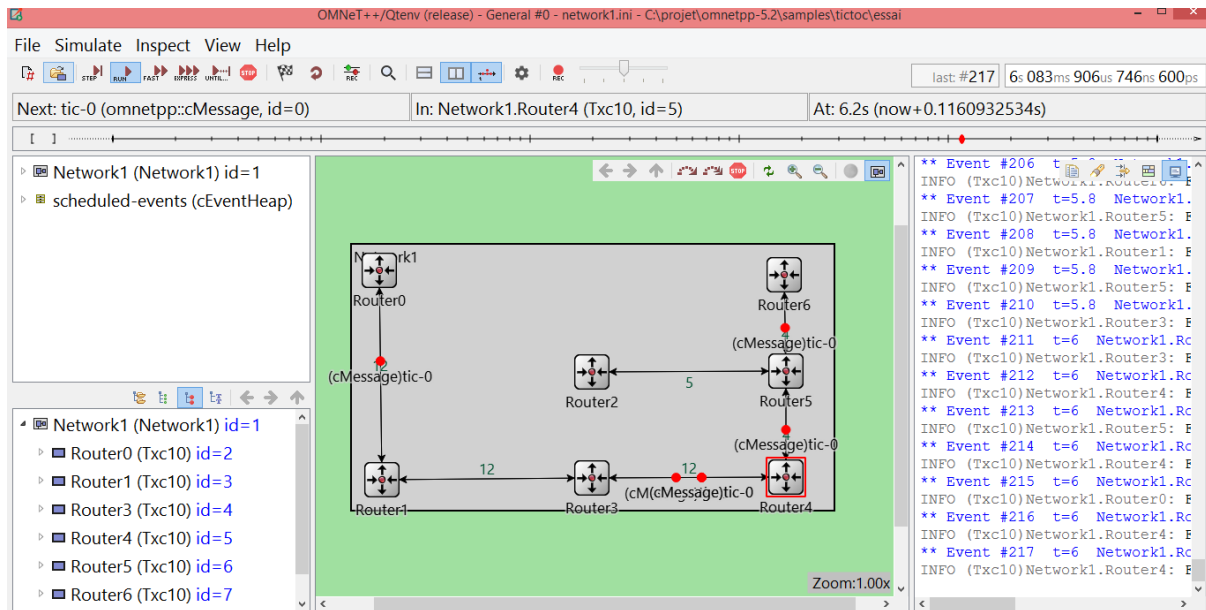 OMNeT++/Qtenv (release) - General #0 - network1.ini - C:\projet\omnetpp-5.2\samples\tictoc\essai
File Simulate Inspect View Help
STEP RUN FAST EXPRESS UNTIL... STOP REC REC
last: #217 6s 083ms 906us 746ns 600ps
Next: tic-0 (omnetpp::cMessage, id=0) In: Network1.Router4 (Txc10, id=5) At: 6.2s (now+0.1160932534s)
[ ]
Network1 (Network1) id=1
scheduled-events (cEventHeap)
Network1 (Network1) id=1
Router0 (Txc10) id=2
Router1 (Txc10) id=3
Router3 (Txc10) id=4
Router4 (Txc10) id=5
Router5 (Txc10) id=6
Router6 (Txc10) id=7
STOP
Router0
Router6
(cMessage)tic-0
12
(cMessage)tic-0
Router2
5
Router5
(cMessage)tic-0
12
12
(cMessage)tic-0
Router1
Router3
Router4
Zoom:1.00x
** Event #206
INFO (Txc10)
** Event #207 t=5.8 Network1.
INFO (Txc10)Network1.Router5: E
** Event #208 t=5.8 Network1.
INFO (Txc10)Network1.Router1: E
** Event #209 t=5.8 Network1.
INFO (Txc10)Network1.Router5: E
** Event #210 t=5.8 Network1.
INFO (Txc10)Network1.Router3: E
** Event #211 t=6 Network1.Ro
INFO (Txc10)Network1.Router3: E
** Event #212 t=6 Network1.Ro
INFO (Txc10)Network1.Router4: E
** Event #213 t=6 Network1.Ro
INFO (Txc10)Network1.Router5: E
** Event #214 t=6 Network1.Ro
INFO (Txc10)Network1.Router4: E
** Event #215 t=6 Network1.Ro
INFO (Txc10)Network1.Router0: E
** Event #216 t=6 Network1.Ro
INFO (Txc10)Network1.Router4: E
** Event #217 t=6 Network1.Ro
INFO (Txc10)Network1.Router4: E